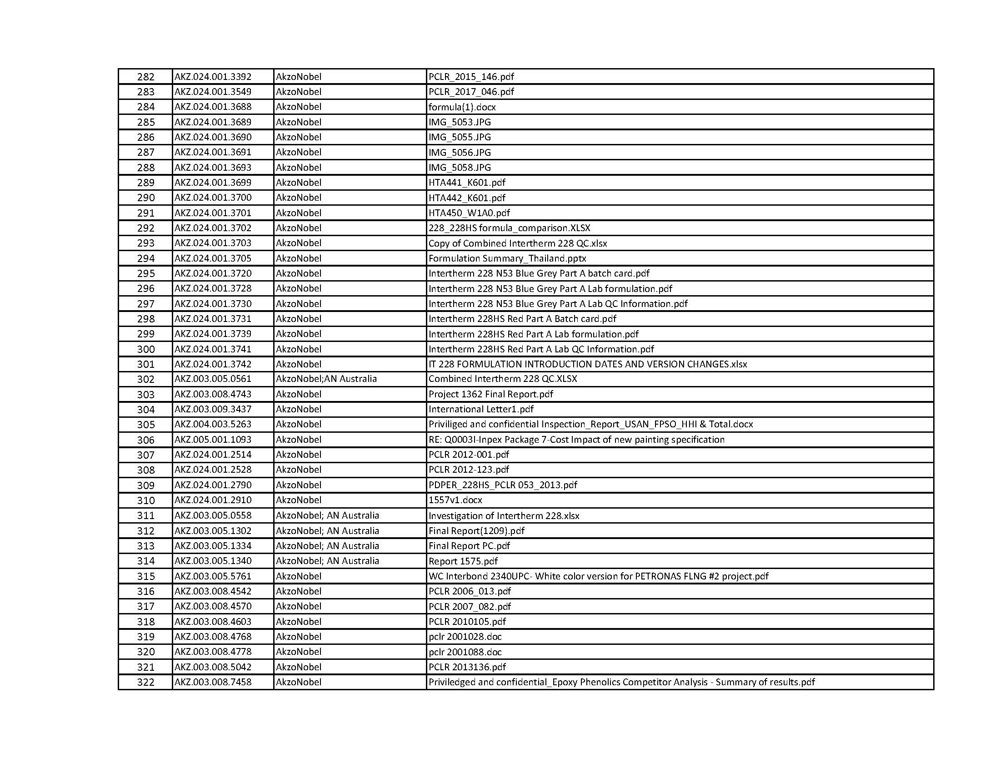 282 AKZ.024.001.3392 AkzoNobel PCLR_2015_146.pdf
283 AKZ.024.001.3549 AkzoNobel PCLR_2017_046.pdf
284 AKZ.024.001.3688 AkzoNobel formula(1).docx
285 AKZ.024.001.3689 AkzoNobel IMG_5053.JPG
286 AKZ.024.001.3690 AkzoNobel IMG_5055.JPG
287 AKZ.024.001.3691 AkzoNobel IMG_5056.JPG
288 AKZ.024.001.3693 AkzoNobel IMG_5058.JPG
289 AKZ.024.001.3699 AkzoNobel HTA441_K601.pdf
290 AKZ.024.001.3700 AkzoNobel HTA442_K601.pdf
291 AKZ.024.001.3701 AkzoNobel HTA450_W1A0.pdf
292 AKZ.024.001.3702 AkzoNobel 228_228HS formula_comparison.XLSX
293 AKZ.024.001.3703 AkzoNobel Copy of Combined Intertherm 228 QC.xlsx
294 AKZ.024.001.3705 AkzoNobel Formulation Summary_Thailand.pptx
295 AKZ.024.001.3720 AkzoNobel Intertherm 228 N53 Blue Grey Part A batch card.pdf
296 AKZ.024.001.3728 AkzoNobel Intertherm 228 N53 Blue Grey Part A Lab formulation.pdf
297 AKZ.024.001.3730 AkzoNobel Intertherm 228 N53 Blue Grey Part A Lab QC Information.pdf
298 AKZ.024.001.3731 AkzoNobel Intertherm 228HS Red Part A Batch card.pdf
299 AKZ.024.001.3739 AkzoNobel Intertherm 228HS Red Part A Lab formulation.pdf
300 AKZ.024.001.3741 AkzoNobel Intertherm 228HS Red Part A Lab QC Information.pdf
301 AKZ.024.001.3742 AkzoNobel IT 228 FORMULATION INTRODUCTION DATES AND VERSION CHANGES.xlsx
302 AKZ.003.005.0561 AkzoNobel;AN Australia Combined Intertherm 228 QC.XLSX
303 AKZ.003.008.4743 AkzoNobel Project 1362 Final Report.pdf
304 AKZ.003.009.3437 AkzoNobel International Letter1.pdf
305 AKZ.004.003.5263 AkzoNobel Priviliged and confidential Inspection_Report_USAN_FPSO_HHI & Total.docx
306 AKZ.005.001.1093 AkzoNobel RE: Q0003I-Inpex Package 7-Cost Impact of new painting specification
307 AKZ.024.001.2514 AkzoNobel PCLR 2012-001.pdf
308 AKZ.024.001.2528 AkzoNobel PCLR 2012-123.pdf
309 AKZ.024.001.2790 AkzoNobel PDPER_228HS_PCLR 053_2013.pdf
310 AKZ.024.001.2910 AkzoNobel 1557v1.docx
311 AKZ.003.005.0558 AkzoNobel; AN Australia Investigation of Intertherm 228.xlsx
312 AKZ.003.005.1302 AkzoNobel; AN Australia Final Report(1209).pdf
313 AKZ.003.005.1334 AkzoNobel; AN Australia Final Report PC.pdf
314 AKZ.003.005.1340 AkzoNobel; AN Australia Report 1575.pdf
315 AKZ.003.005.5761 AkzoNobel WC Interbond 2340UPC- White color version for PETRONAS FLNG #2 project.pdf
316 AKZ.003.008.4542 AkzoNobel PCLR 2006_013.pdf
317 AKZ.003.008.4570 AkzoNobel PCLR 2007_082.pdf
318 AKZ.003.008.4603 AkzoNobel PCLR 2010105.pdf
319 AKZ.003.008.4768 AkzoNobel pclr 2001028.doc
320 AKZ.003.008.4778 AkzoNobel pclr 2001088.doc
321 AKZ.003.008.5042 AkzoNobel PCLR 2013136.pdf
322 AKZ.003.008.7458 AkzoNobel Priviledged and confidential_Epoxy Phenolics Competitor Analysis - Summary of results.pdf